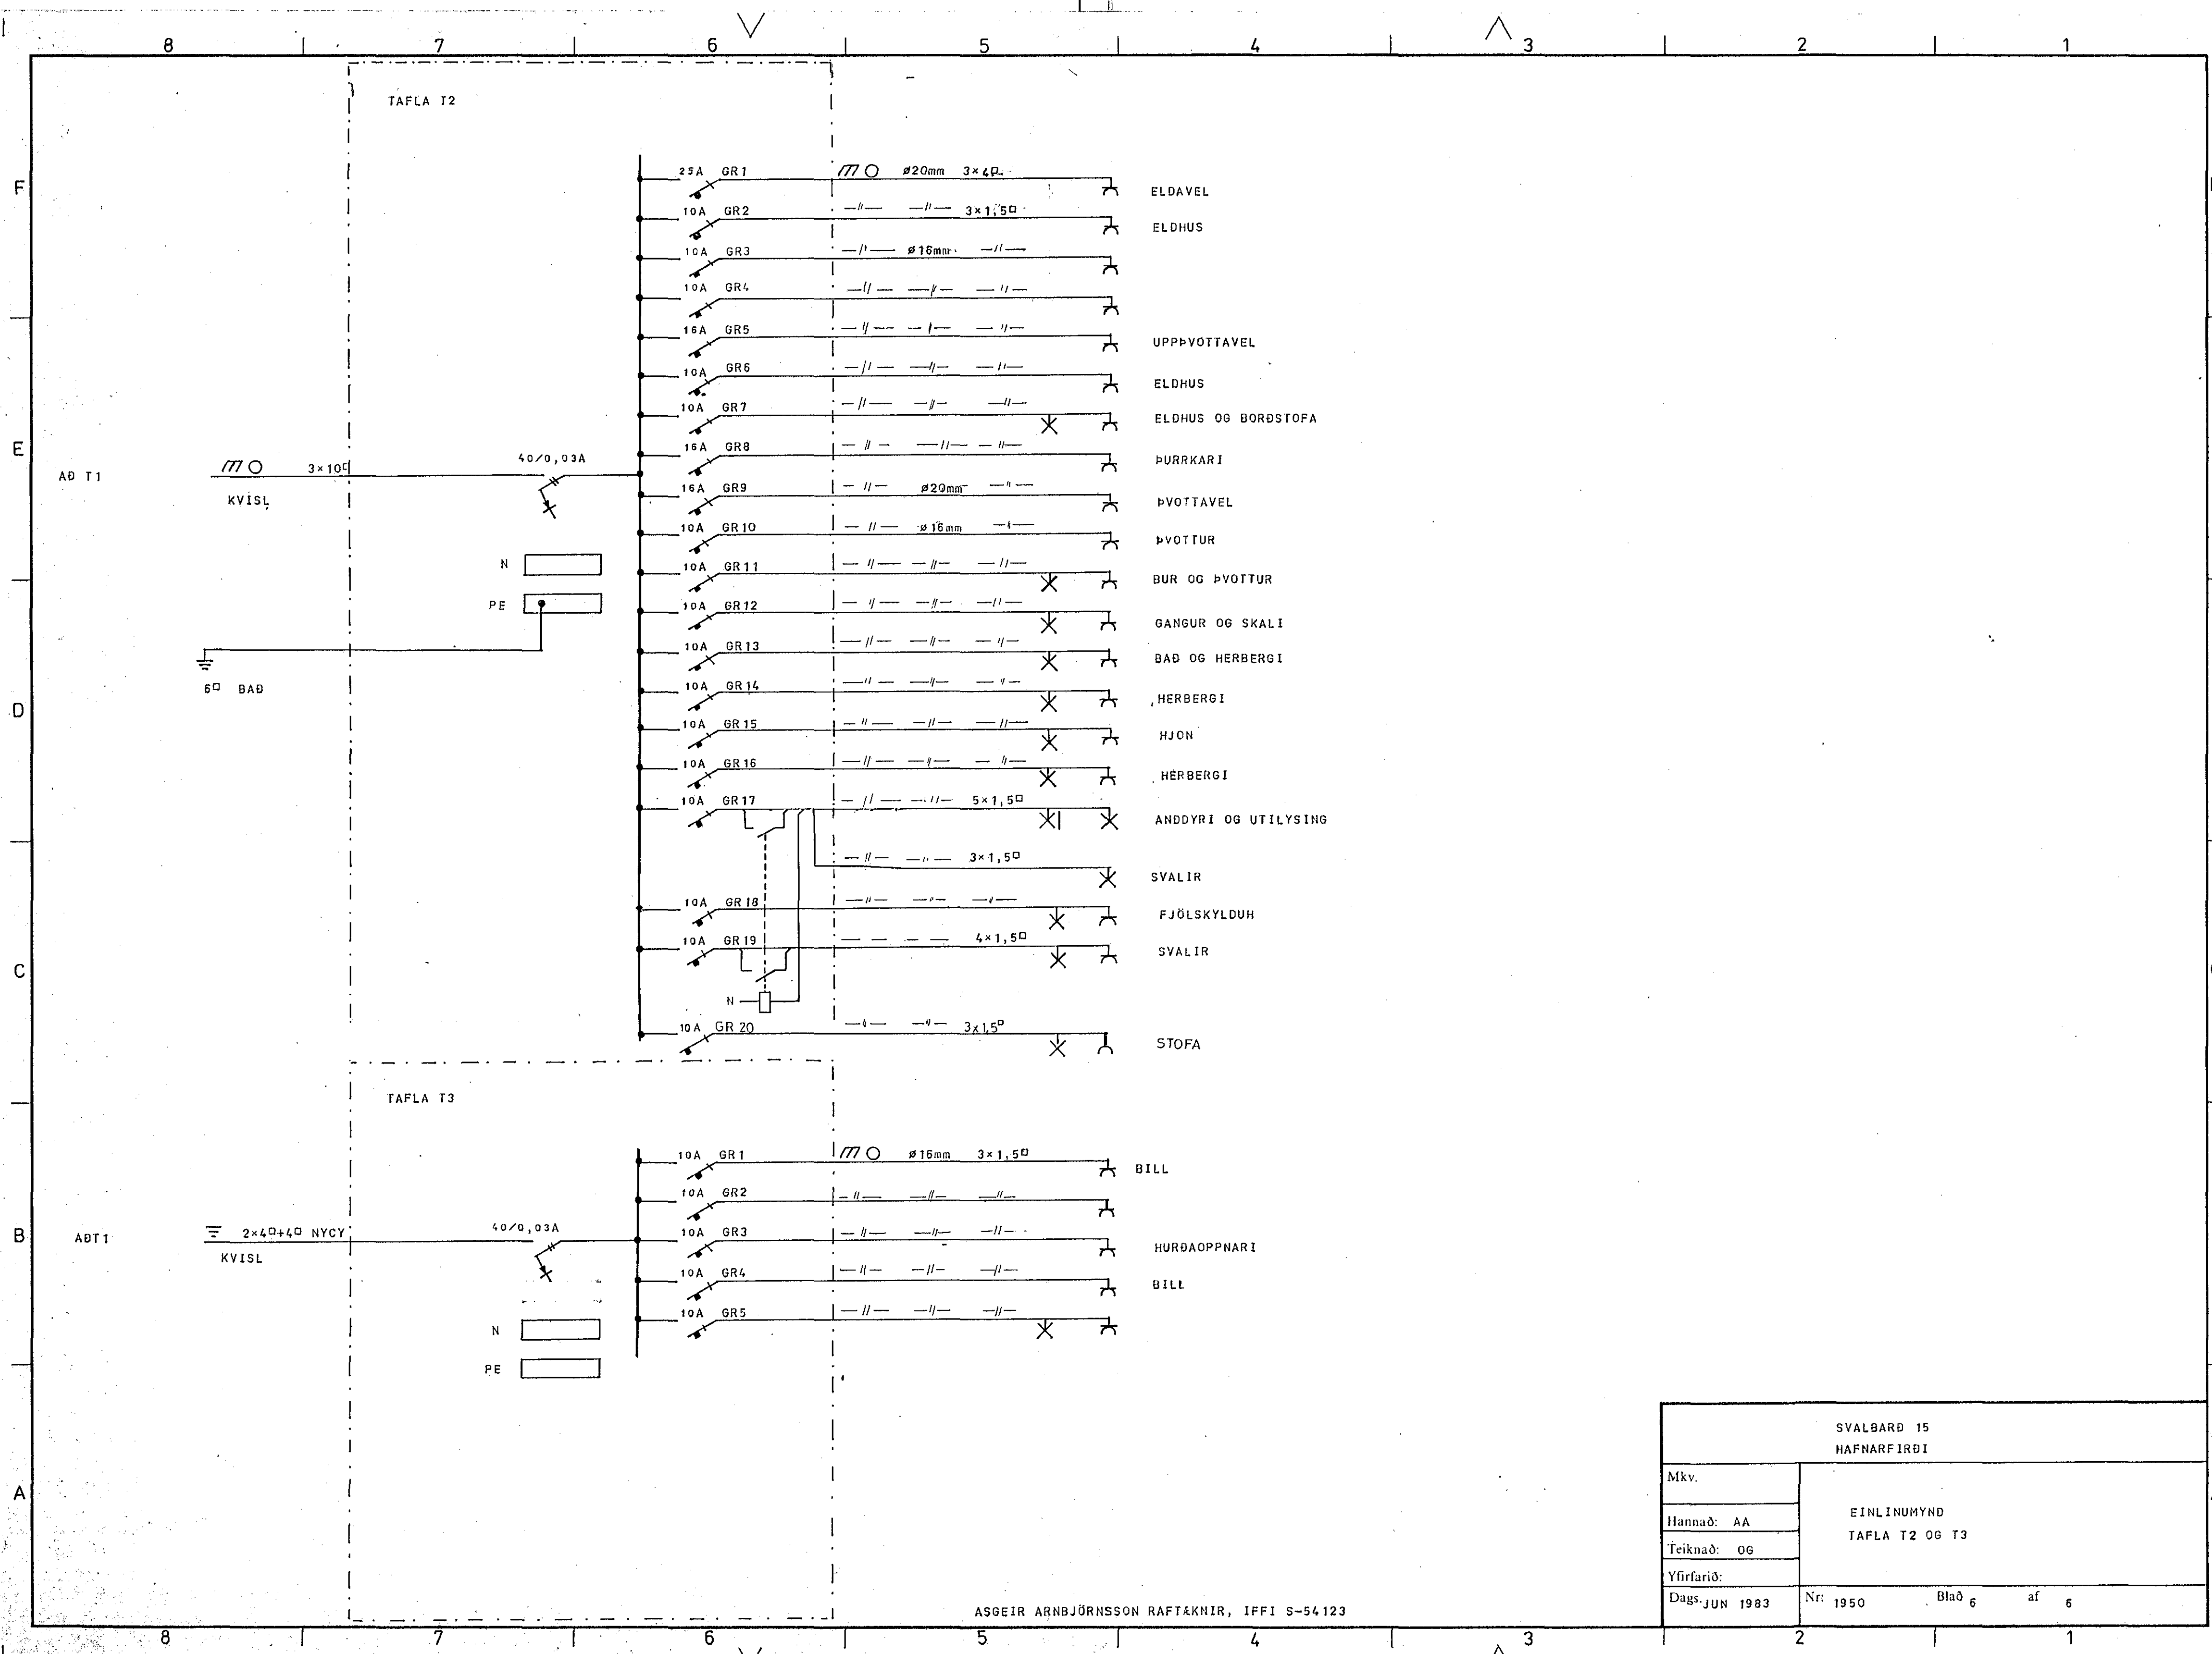 8 7 6 5 4 3 2 1
TAFLA T2
F
25A GR1 ø20mm 3×4□ ELDAVEL
10A GR2 —〃— —〃— 3×1,5□ ELDHUS
10A GR3 —〃— ø16mm —〃—
10A GR4 —〃— —〃— —〃—
16A GR5 —〃— —〃— —〃— UPPÞVOTTAVEL
10A GR6 —〃— —〃— —〃— ELDHUS
10A GR7 —〃— —〃— —〃— ELDHUS OG BORÐSTOFA
E
16A GR8 —〃— —〃— —〃— ÞURRKARI
AÐ T1 3×10□ 40/0,03A
KVISL
16A GR9 —〃— ø20mm —〃— ÞVOTTAVEL
10A GR10 —〃— ø16mm —〃— ÞVOTTUR
N
10A GR11 —〃— —〃— —〃— BUR OG ÞVOTTUR
PE
10A GR12 —〃— —〃— —〃— GANGUR OG SKALI
10A GR13 —〃— —〃— —〃— BAÐ OG HERBERGI
6□ BAÐ
10A GR14 —〃— —〃— —〃— HERBERGI
D
10A GR15 —〃— —〃— —〃— HJON
10A GR16 —〃— —〃— —〃— HERBERGI
10A GR17 —〃— —〃— 5×1,5□ ANDDYRI OG UTILYSING
—〃— —〃— 3×1,5□ SVALIR
10A GR18 —〃— —〃— —〃— FJÖLSKYLDUH
10A GR19 — — — — 4×1,5□ SVALIR
C
N
10A GR 20 —〃— —〃— 3x1,5□ STOFA
TAFLA T3
10A GR1 ø16mm 3×1,5□ BILL
10A GR2 —〃— —〃— —〃—
B
AÐT1 2×4□+4□ NYCY 40/0,03A
KVISL
10A GR3 —〃— —〃— —〃— HURÐAOPPNARI
10A GR4 —〃— —〃— —〃— BILL
10A GR5 —〃— —〃— —〃—
N
PE
A
SVALBARÐ 15
HAFNARFIRÐI
Mkv.
EINLINUMYND
TAFLA T2 OG T3
Hannað: AA
Teiknað: OG
Yfirfarið:
Dags. JUN 1983 Nr: 1950 Blað 6 af 6
ASGEIR ARNBJÖRNSSON RAFTÆKNIR, IFFI S-54123
8 7 6 5 4 3 2 1